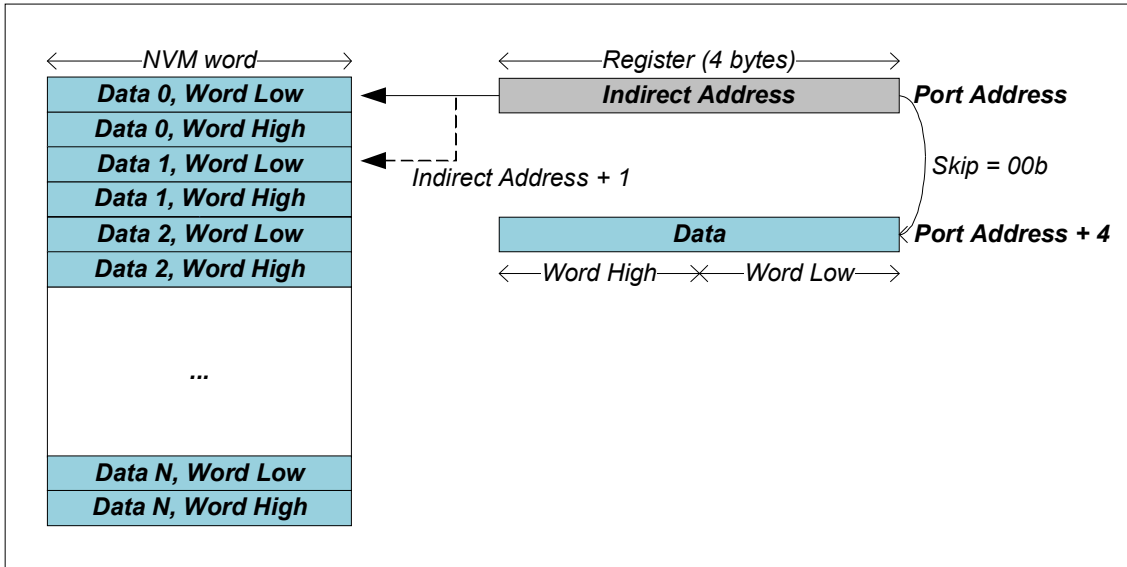 NVM word
Data 0, Word Low
Data 0, Word High
Data 1, Word Low
Data 1, Word High
Data 2, Word Low
Data 2, Word High
...
Data N, Word Low
Data N, Word High
Register (4 bytes)
Indirect Address
Port Address
Indirect Address + 1
Skip = 00b
Data
Port Address + 4
Word High
Word Low